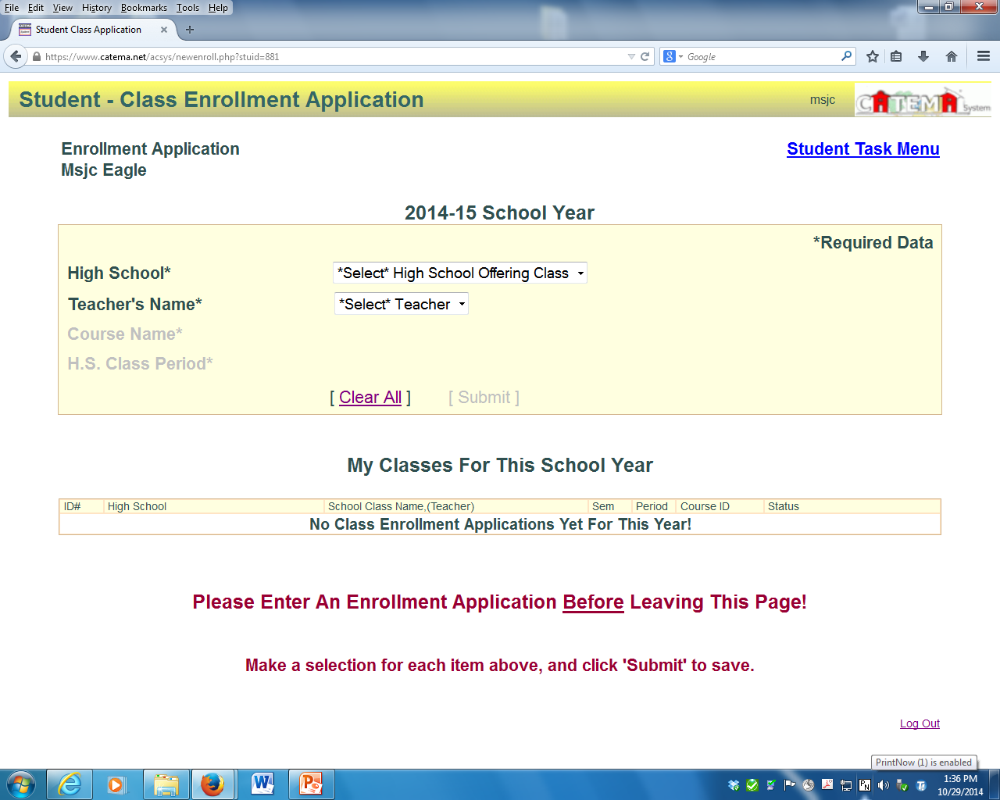 File Edit View History Bookmarks Tools Help
Student Class Application
https://www.catema.net/acsys/newenroll.php?stuid=881
Google
Student - Class Enrollment Application
msjc
CATEMA System
Enrollment Application
Student Task Menu
Msjc Eagle
2014-15 School Year
*Required Data
High School* *Select* High School Offering Class
Teacher's Name* *Select* Teacher
Course Name*
H.S. Class Period*
[ Clear All ] [ Submit ]
My Classes For This School Year
ID# High School School Class Name,(Teacher) Sem Period Course ID Status
No Class Enrollment Applications Yet For This Year!
Please Enter An Enrollment Application Before Leaving This Page!
Make a selection for each item above, and click 'Submit' to save.
Log Out
PrintNow (1) is enabled
1:36 PM
10/29/2014